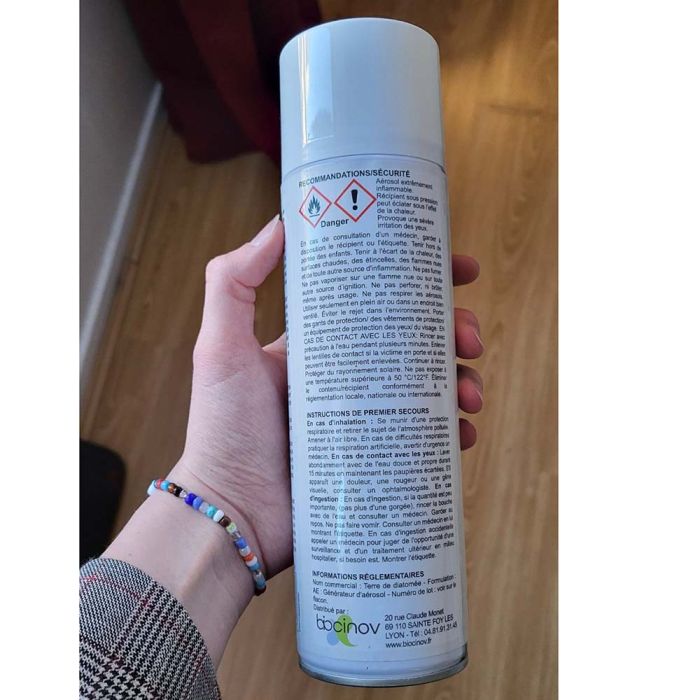 RECOMMANDATIONS/SÉCURITÉ
Aérosol extrêmement
inflammable.
Récipient sous pression
peut éclater sous l'effet
de la chaleur.
Provoque une sévère
irritation des yeux.
Danger
En cas de consultation d'un médecin, garder à
disposition le récipient ou l'étiquette. Tenir hors de
portée des enfants. Tenir à l'écart de la chaleur, des
surfaces chaudes, des étincelles, des flammes nues
et de toute autre source d'inflammation. Ne pas fumer.
Ne pas vaporiser sur une flamme nue ou sur toute
autre source d'ignition. Ne pas perforer, ni brûler,
même après usage. Ne pas respirer les aérosols.
Utiliser seulement en plein air ou dans un endroit bien
ventilé. Éviter le rejet dans l'environnement. Porter
des gants de protection/ des vêtements de protection/
un équipement de protection des yeux/ du visage. EN
CAS DE CONTACT AVEC LES YEUX: Rincer avec
précaution à l'eau pendant plusieurs minutes. Enlever
les lentilles de contact si la victime en porte et si elles
peuvent être facilement enlevées. Continuer à rincer.
Protéger du rayonnement solaire. Ne pas exposer à
une température supérieure à 50 °C/122°F. Éliminer
le contenu/récipient conformément à la
réglementation locale, nationale ou internationale.
INSTRUCTIONS DE PREMIER SECOURS
En cas d'inhalation : Se munir d'une protection
respiratoire et retirer le sujet de l'atmosphère polluée.
Amener à l'air libre. En cas de difficultés respiratoires
pratiquer la respiration artificielle, avertir d'urgence un
médecin. En cas de contact avec les yeux : Laver
abondamment avec de l'eau douce et propre durant
15 minutes en maintenant les paupières écartées. S'il
apparaît une douleur, une rougeur ou une gêne
visuelle, consulter un ophtalmologiste. En cas
d'ingestion : En cas d'ingestion, si la quantité est peu
importante, (pas plus d'une gorgée), rincer la bouche
avec de l'eau et consulter un médecin. Garder au
repos. Ne pas faire vomir. Consulter un médecin en lui
montrant l'étiquette. En cas d'ingestion accidentelle
appeler un médecin pour juger de l'opportunité d'une
surveillance et d'un traitement ultérieur en milieu
hospitalier, si besoin est. Montrer l'étiquette.
INFORMATIONS RÉGLEMENTAIRES
Nom commercial : Terre de diatomée - Formulation :
AE : Générateur d'aérosol - Numéro de lot : voir sur le
flacon.
Distribué par :
biocinov
20 rue Claude Monet
69 110 SAINTE FOY LES
LYON - Tél : 04.81.91.31.45
www.biocinov.fr